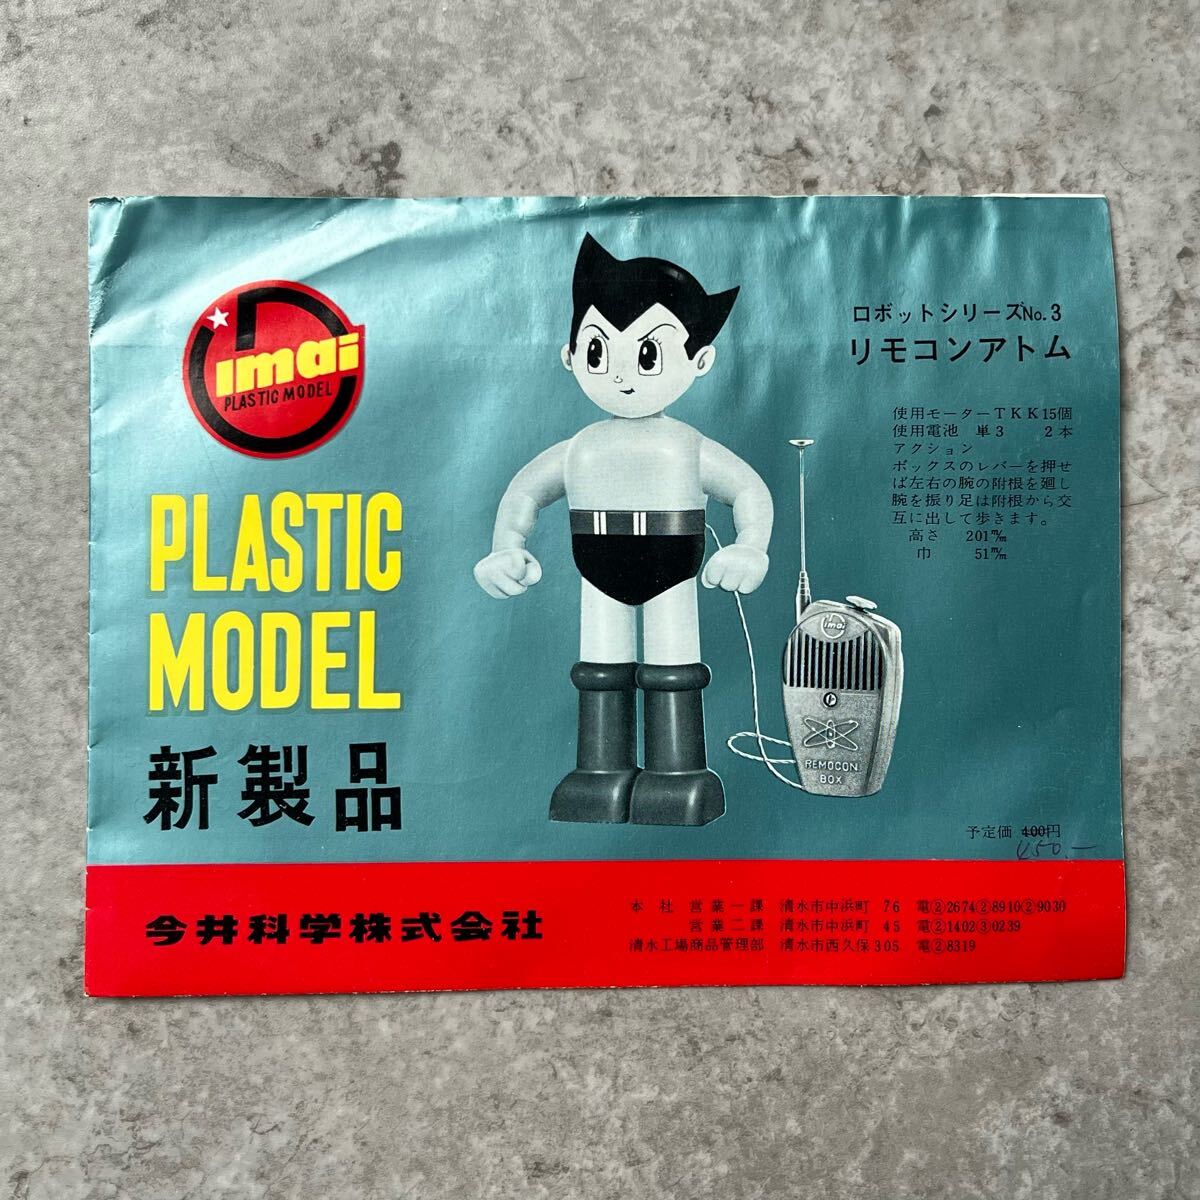 imai
PLASTIC MODEL
PLASTIC
MODEL
新製品
ロボットシリーズNo.3
リモコンアトム
使用モーターTKK15個
使用電池 単3 2本
アクション
ボックスのレバーを押せ
ば左右の腕の附根を廻し
腕を振り足は附根から交
互に出して歩きます。
高さ 201m/m
巾 51m/m
imai
REMOCON
BOX
予定価 400円
450.-
今井科学株式会社
本社 営業一課 清水市中浜町 76 電②2674②8910②9030
営業二課 清水市中浜町 45 電②1402③0239
清水工場商品管理部 清水市西久保305 電②8319